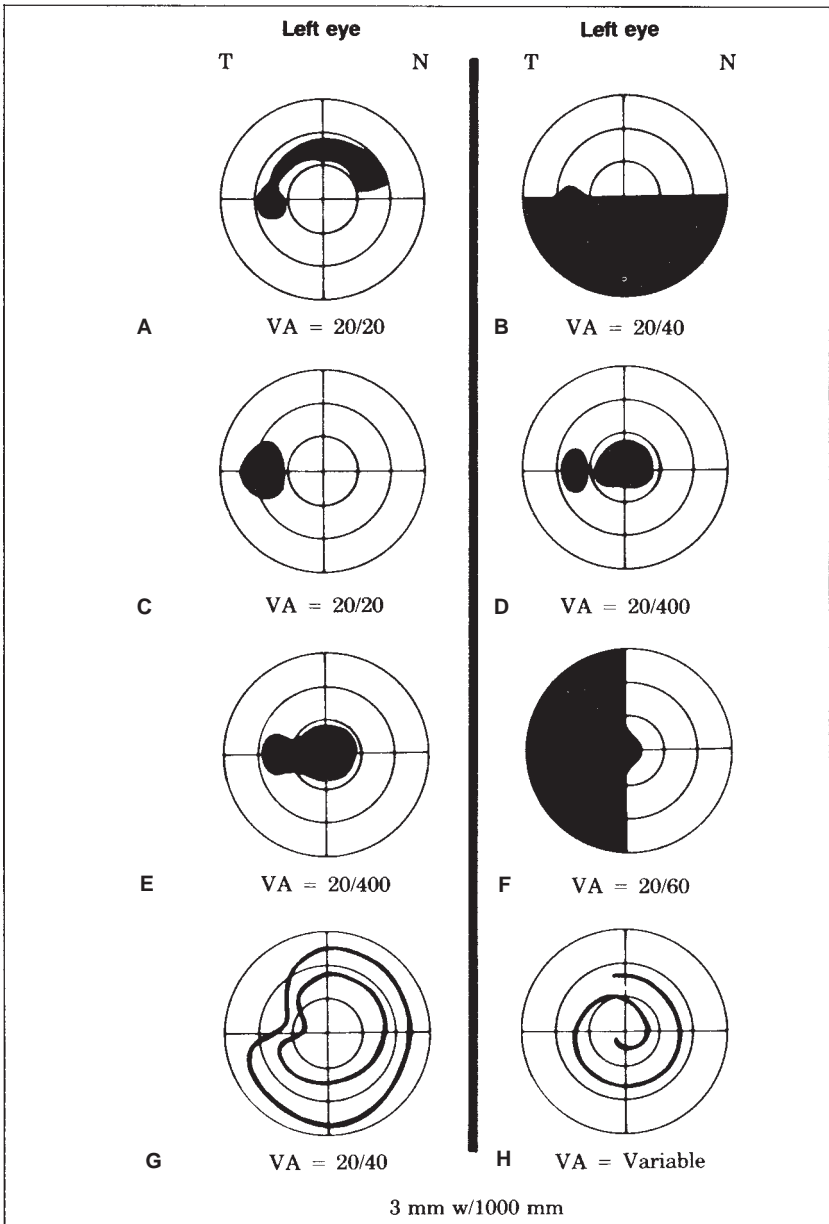 Left eye
Left eye
T N
T N
A VA = 20/20
B VA = 20/40
C VA = 20/20
D VA = 20/400
E VA = 20/400
F VA = 20/60
G VA = 20/40
H VA = Variable
3 mm w/1000 mm